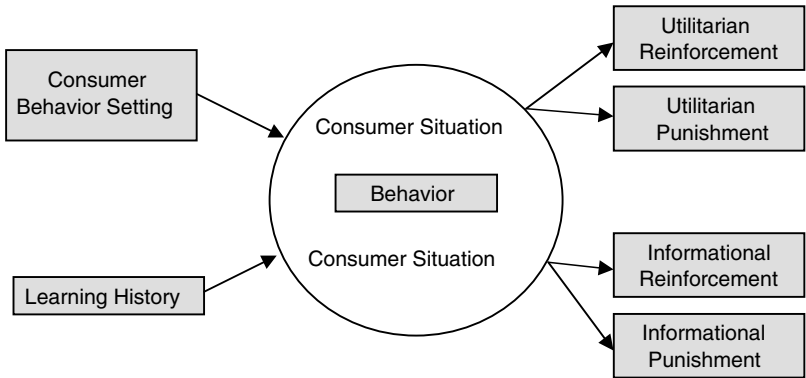 Consumer
Behavior Setting
Learning History
Consumer Situation
Behavior
Consumer Situation
Utilitarian
Reinforcement
Utilitarian
Punishment
Informational
Reinforcement
Informational
Punishment